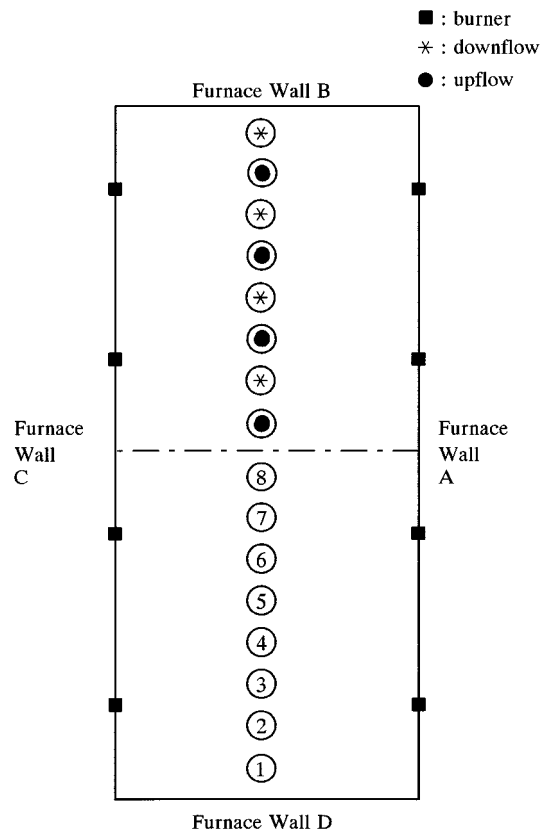 : burner
: downflow
: upflow
Furnace Wall B
Furnace
Wall
C
Furnace
Wall
A
8
7
6
5
4
3
2
1
Furnace Wall D